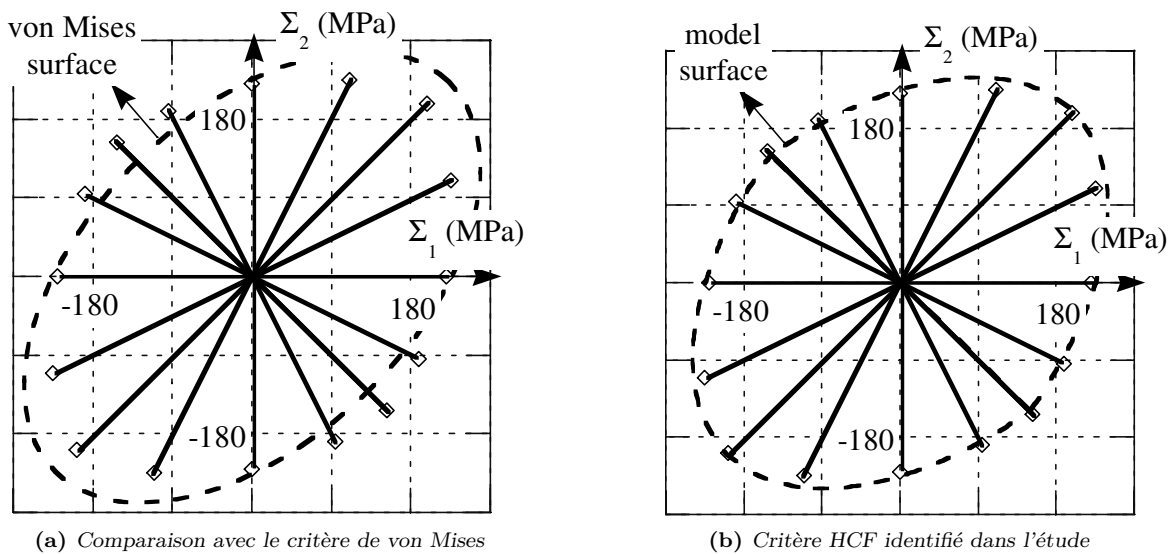 von Mises
surface
Σ2 (MPa)
180
Σ1 (MPa)
-180
180
-180
(a) Comparaison avec le critère de von Mises
model
surface
Σ2 (MPa)
180
Σ1 (MPa)
-180
180
-180
(b) Critère HCF identifié dans l'étude